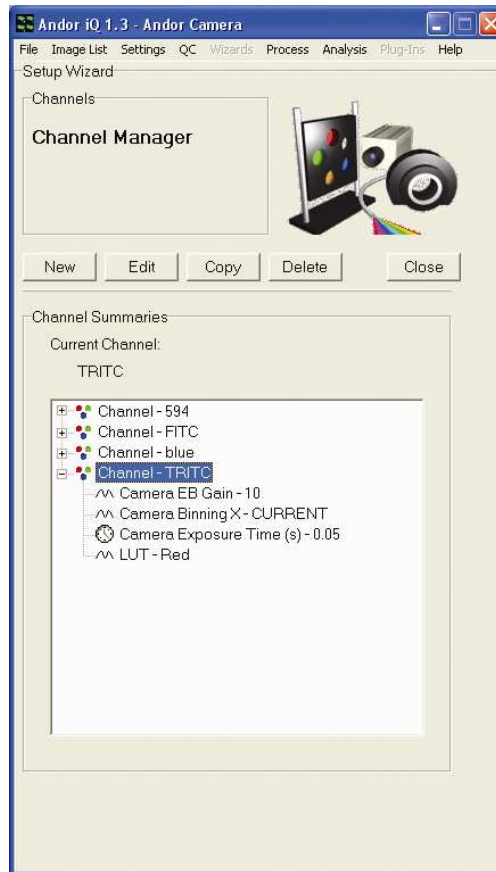 Andor iQ 1.3 - Andor Camera
File Image List Settings QC Wizards Process Analysis Plug-Ins Help
Setup Wizard
Channels
Channel Manager
New Edit Copy Delete Close
Channel Summaries
Current Channel:
TRITC
Channel - 594
Channel - FITC
Channel - blue
Channel - TRITC
Camera EB Gain - 10
Camera Binning X - CURRENT
Camera Exposure Time (s) - 0.05
LUT - Red